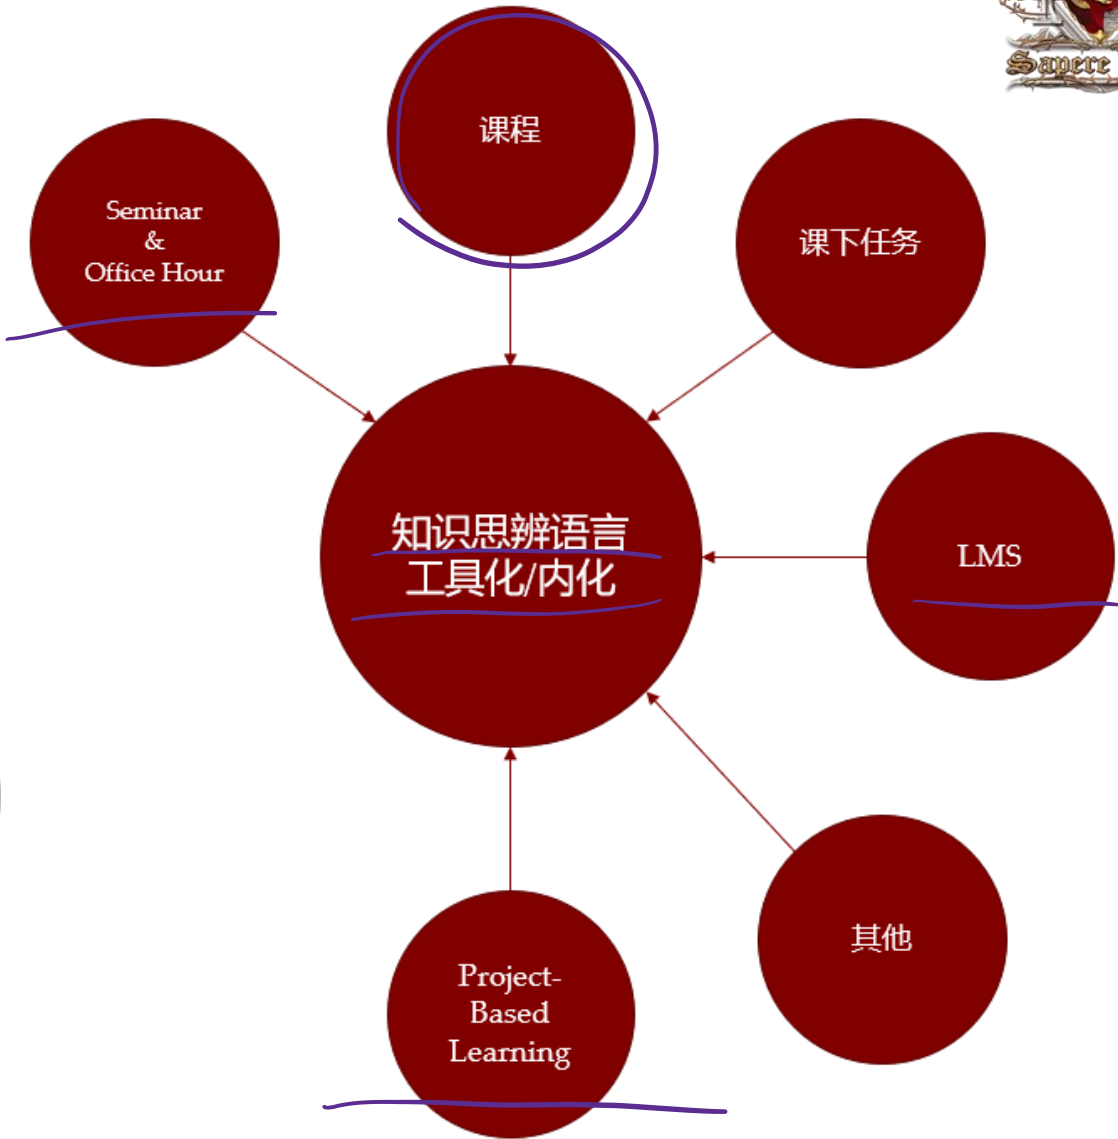 Sapere
课程
Seminar
&
Office Hour
课下任务
知识思辨语言
工具化/内化
LMS
其他
Project-
Based
Learning